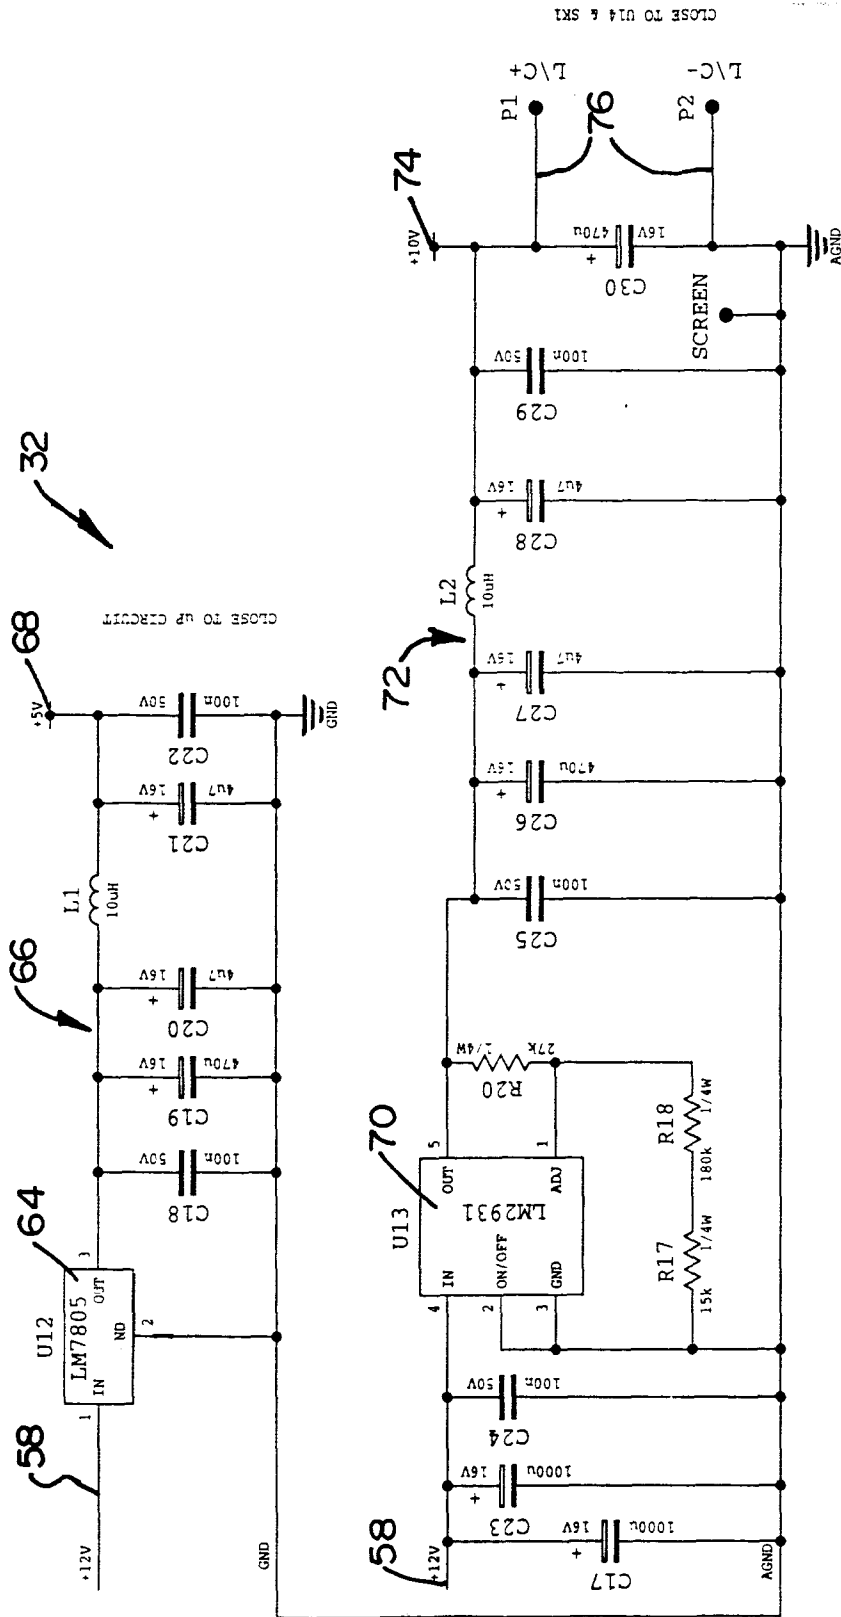 32
58
+12V
1
IN
U12
LM7805
64
OUT
3
ND
2
GND
C18
50V
100n
C19
16V
470u
+
C20
16V
4u7
+
66
L1
10uH
C21
16V
4u7
+
C22
50V
100n
+5V
68
GND
CLOSE TO uP CIRCUIT
58
+12V
AGND
C17
16V
1000u
+
C23
16V
1000u
+
C24
50V
100n
U13
70
LM2931
4
IN
2
ON/OFF
3
GND
5
OUT
1
ADJ
R17
15k
1/4W
R18
180k
1/4W
R20
27k
1/4W
C25
50V
100n
C26
16V
470u
+
C27
16V
4u7
+
72
L2
10uH
C28
16V
4u7
+
C29
50V
100n
SCREEN
C30
16V
470u
+
+10V
74
AGND
76
P1
L/C+
P2
L/C-
CLOSE TO U14 & SK1